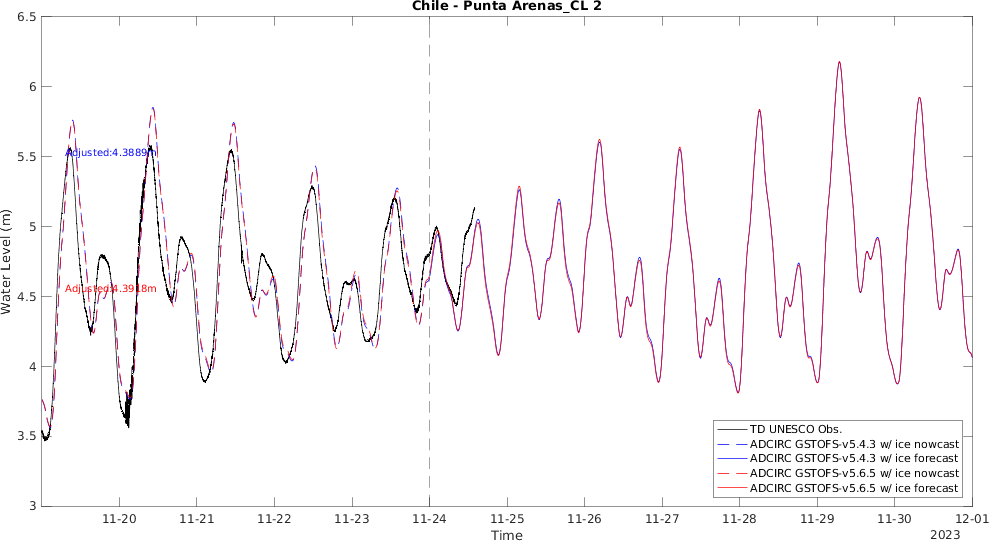 Chile - Punta Arenas_CL 2
6.5
6
5.5
5
4.5
4
3.5
3
Water Level (m)
Adjusted:4.3889m
Adjusted:4.3918m
TD UNESCO Obs.
ADCIRC GSTOFS-v5.4.3 w/ ice nowcast
ADCIRC GSTOFS-v5.4.3 w/ ice forecast
ADCIRC GSTOFS-v5.6.5 w/ ice nowcast
ADCIRC GSTOFS-v5.6.5 w/ ice forecast
11-20 11-21 11-22 11-23 11-24 11-25 11-26 11-27 11-28 11-29 11-30 12-01
Time
2023